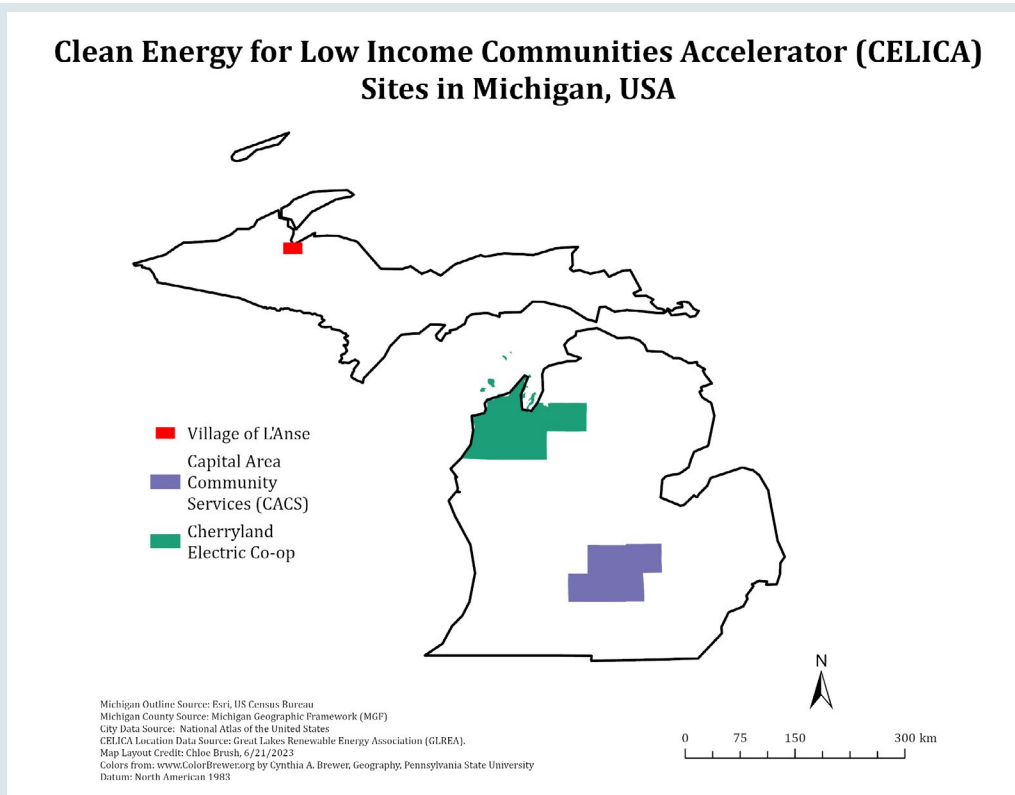 Clean Energy for Low Income Communities Accelerator (CELICA)
Sites in Michigan, USA
Village of L'Anse
Capital Area
Community
Services (CACS)
Cherryland
Electric Co-op
N
0 75 150 300 km
Michigan Outline Source: Esri, US Census Bureau
Michigan County Source: Michigan Geographic Framework (MGF)
City Data Source: National Atlas of the United States
CELICA Location Data Source: Great Lakes Renewable Energy Association (GLREA).
Map Layout Credit: Chloe Brush, 6/21/2023
Colors from: www.ColorBrewer.org by Cynthia A. Brewer, Geography, Pennsylvania State University
Datum: North American 1983